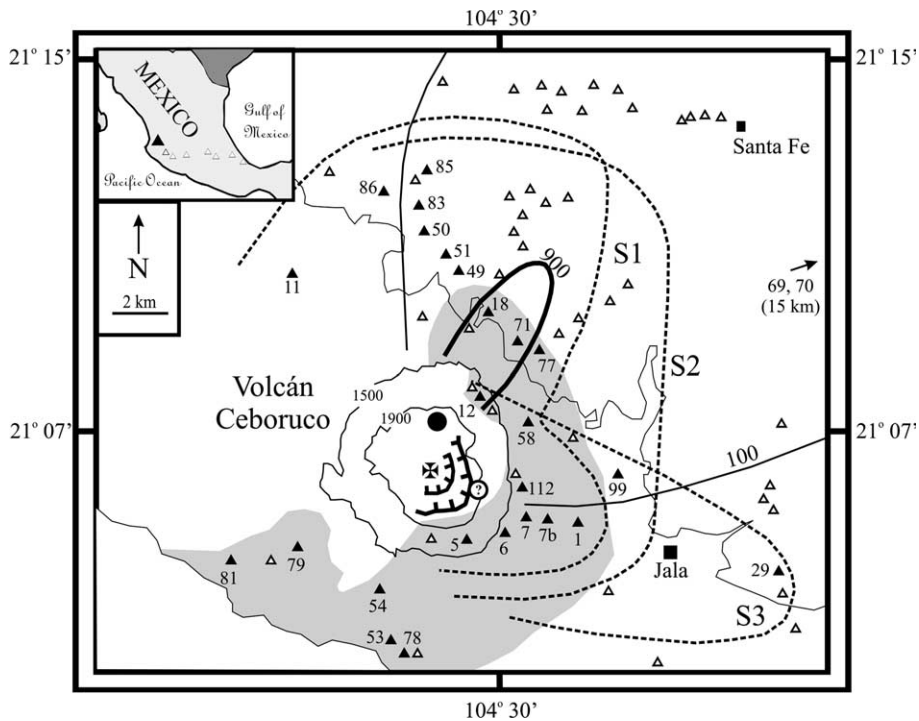 104° 30'
21° 15'
21° 15'
MEXICO
Gulf of
Mexico
Pacific Ocean
Santa Fe
85
86
83
50
S1
51
49
900
N
2 km
11
69, 70
(15 km)
18
71
77
S2
Volcán
Ceboruco
1500
1900
12
58
21° 07'
21° 07'
100
99
112
?
5
6
7
7b
1
Jala
29
79
81
S3
54
53
78
104° 30'